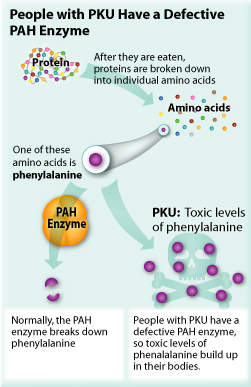 People with PKU Have a Defective
PAH Enzyme
Protein
After they are eaten,
proteins are broken down
into individual amino acids
Amino acids
One of these
amino acids is
phenylalanine
PAH
Enzyme
PKU: Toxic levels
of phenylalanine
Normally, the PAH
enzyme breaks down
phenylalanine
People with PKU have a
defective PAH enzyme,
so toxic levels of
phenalalanine build up
in their bodies.